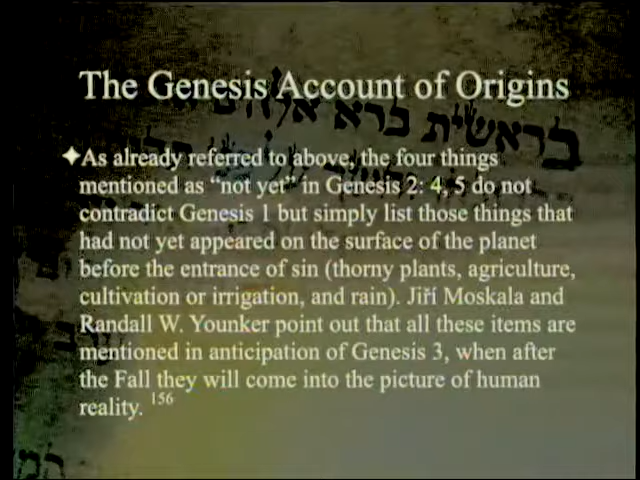 The Genesis Account of Origins
בראשית ברא אלהים
✦As already referred to above, the four things
mentioned as “not yet” in Genesis 2: 4, 5 do not
contradict Genesis 1 but simply list those things that
had not yet appeared on the surface of the planet
before the entrance of sin (thorny plants, agriculture,
cultivation or irrigation, and rain). Jiří Moskala and
Randall W. Younker point out that all these items are
mentioned in anticipation of Genesis 3, when after
the Fall they will come into the picture of human
reality. 156